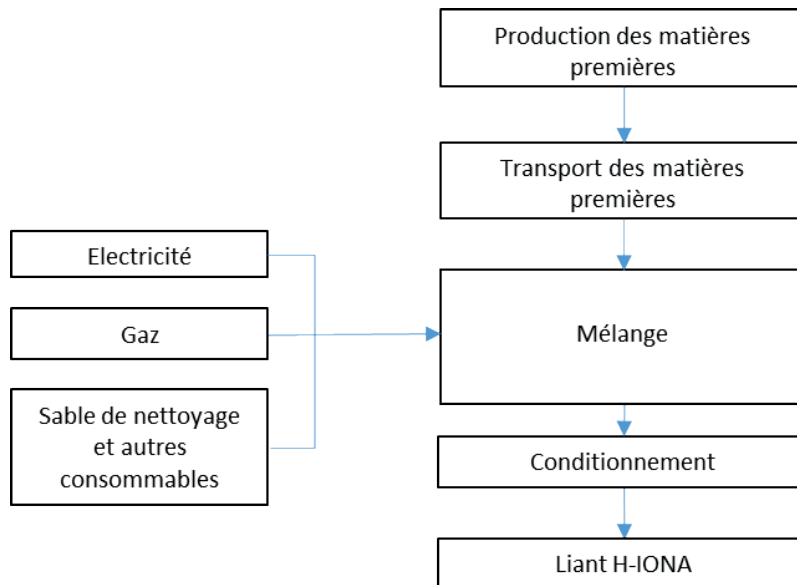 Production des matières
premières
Transport des matières
premières
Electricité
Gaz
Sable de nettoyage
et autres
consommables
Mélange
Conditionnement
Liant H-IONA